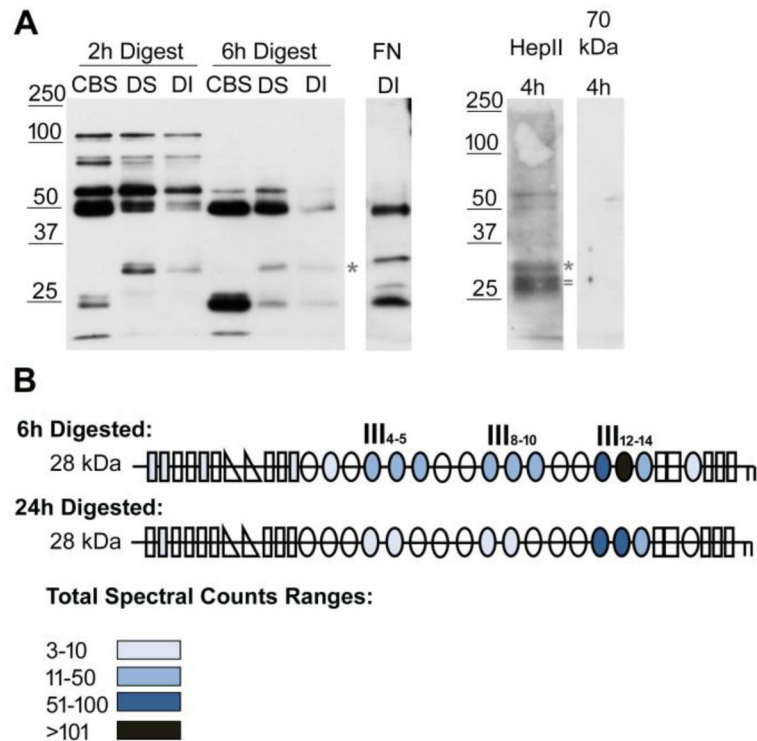 A
2h Digest 6h Digest FN HepII 70 kDa
CBS DS DI CBS DS DI DI 4h 4h
250
100
50
37
25
*
250
100
50
37
25
*
=
B
6h Digested:
III4-5 III8-10 III12-14
28 kDa
n
24h Digested:
28 kDa
n
Total Spectral Counts Ranges:
3-10
11-50
51-100
>101